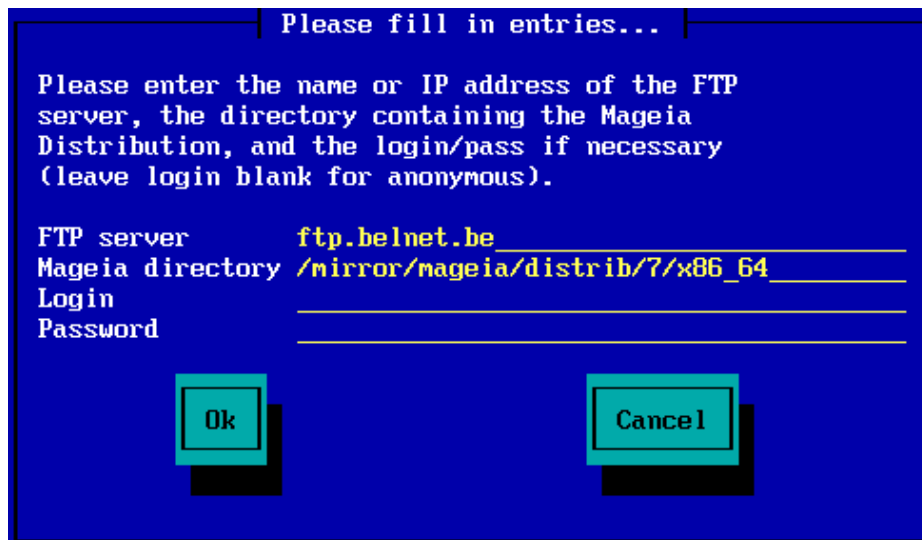 Please fill in entries...
Please enter the name or IP address of the FTP
server, the directory containing the Mageia
Distribution, and the login/pass if necessary
(leave login blank for anonymous).
FTP server ftp.belnet.be
Mageia directory /mirror/mageia/distrib/7/x86_64
Login
Password
Ok Cancel